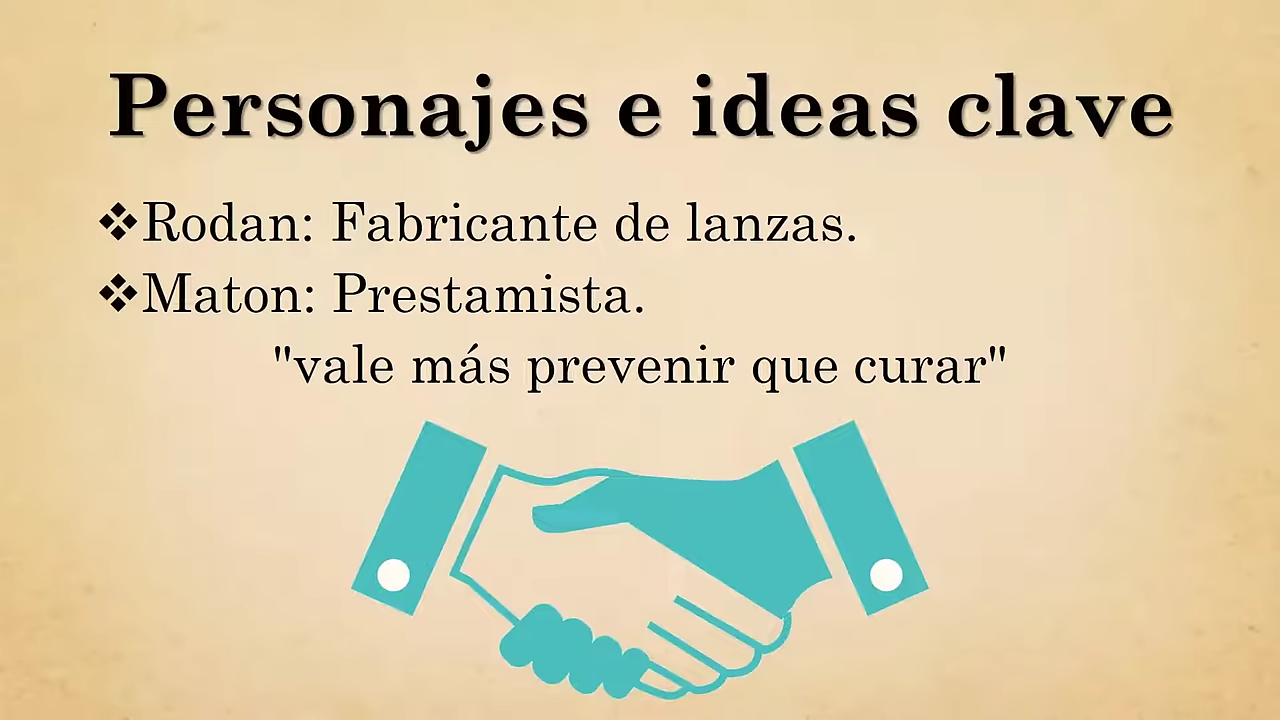 Personajes e ideas clave
❖Rodan: Fabricante de lanzas.
❖Maton: Prestamista.
"vale más prevenir que curar"